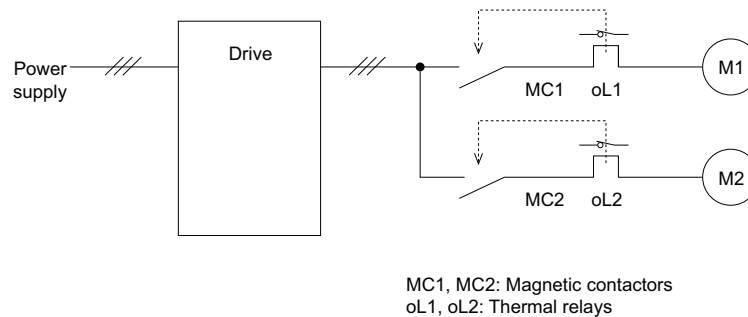 Power
supply
Drive
MC1
oL1
M1
MC2
oL2
M2
MC1, MC2: Magnetic contactors
oL1, oL2: Thermal relays